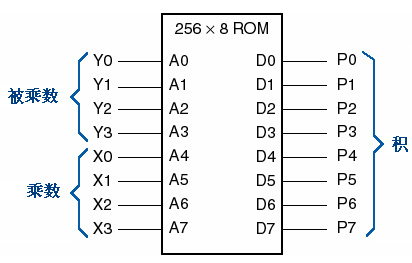 256 × 8 ROM
Y0 A0 D0 P0
Y1 A1 D1 P1
被乘数
Y2 A2 D2 P2
Y3 A3 D3 P3
积
X0 A4 D4 P4
X1 A5 D5 P5
乘数
X2 A6 D6 P6
X3 A7 D7 P7